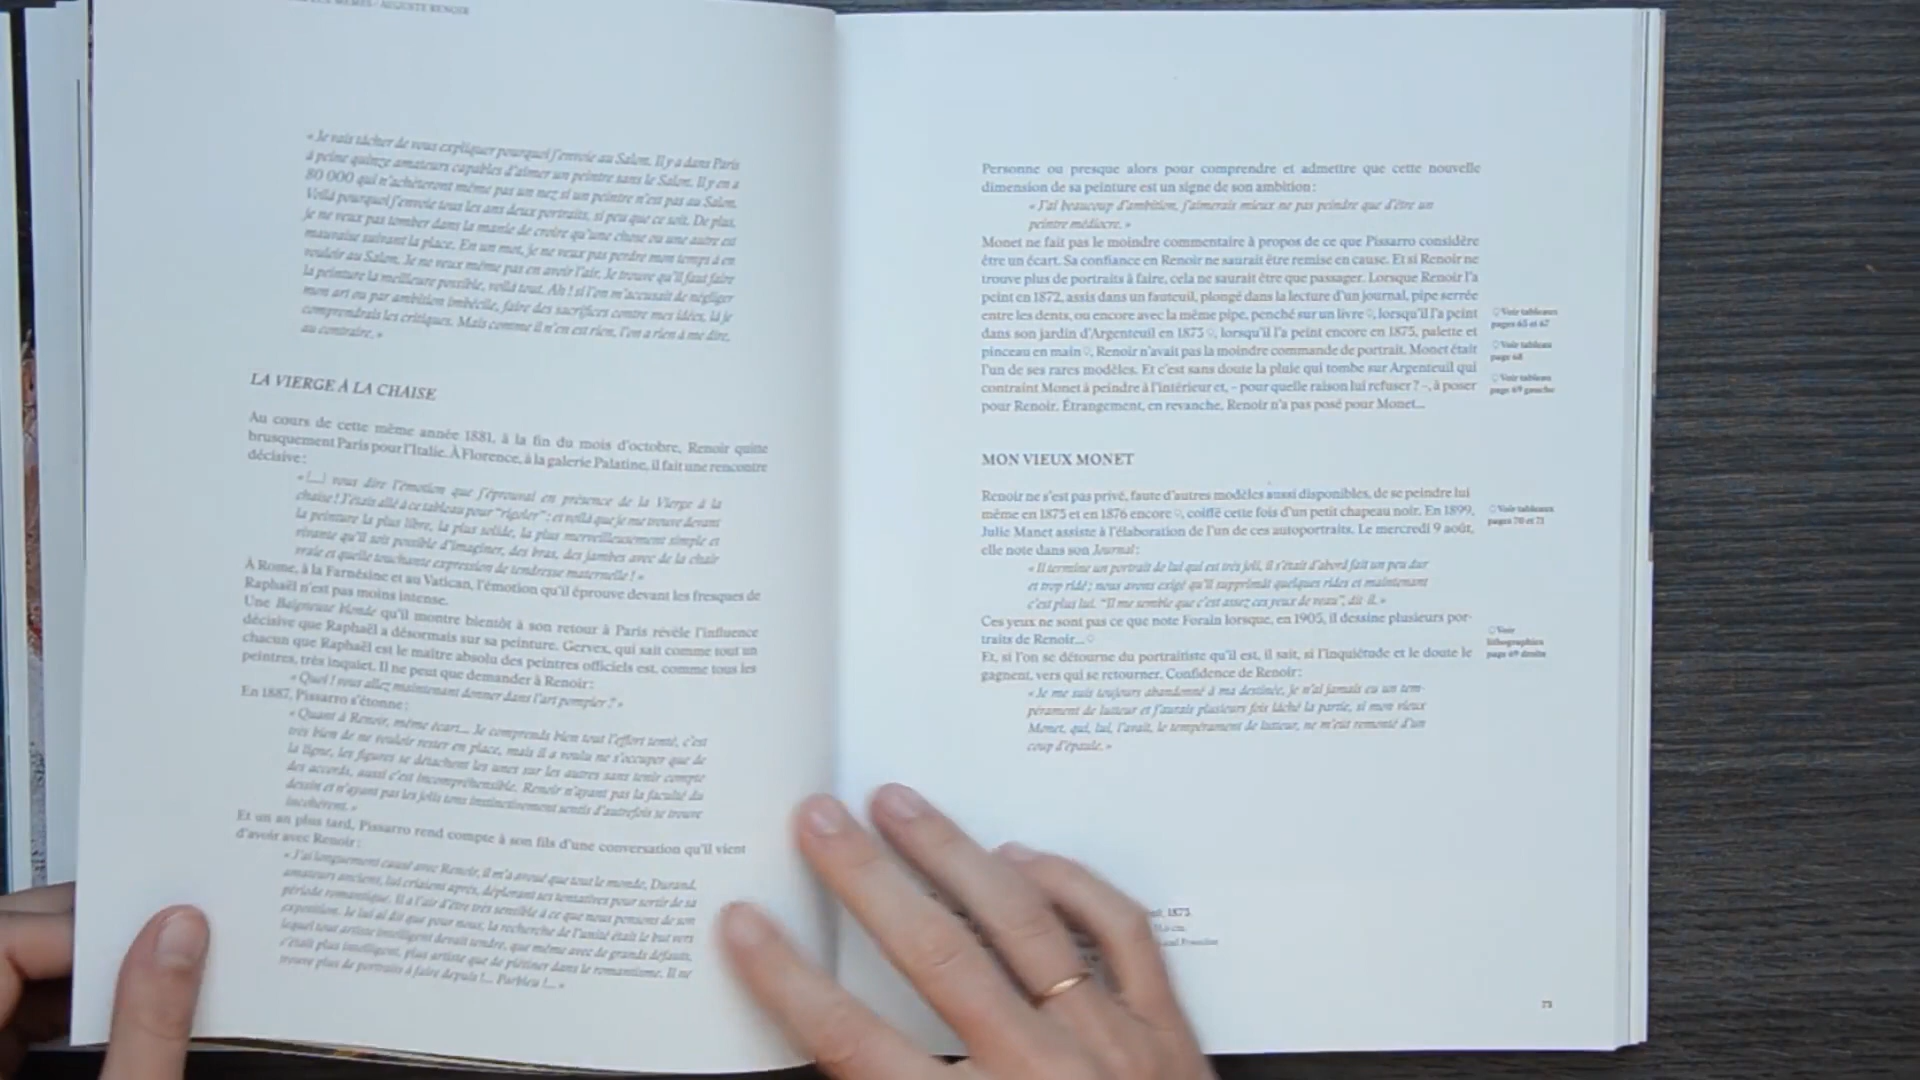 MÊMES - AUGUSTE RENOIR
« Je vais tâcher de vous expliquer pourquoi j'envoie au Salon. Il y a dans Paris
à peine quinze amateurs capables d'aimer un peintre sans le Salon. Il y en a
80 000 qui n'achèteront même pas un nez si un peintre n'est pas au Salon.
Voilà pourquoi j'envoie tous les ans deux portraits, si peu que ce soit. De plus,
je ne veux pas tomber dans la manie de croire qu'une chose ou une autre est
mauvaise suivant la place. En un mot, je ne veux pas perdre mon temps à en
vouloir au Salon. Je ne veux même pas en avoir l'air. Je trouve qu'il faut faire
la peinture la meilleure possible, voilà tout. Ah ! si l'on m'accusait de négliger
mon art ou par ambition imbécile, faire des sacrifices contre mes idées, là je
comprendrais les critiques. Mais comme il n'en est rien, l'on a rien à me dire,
au contraire. »
LA VIERGE À LA CHAISE
Au cours de cette même année 1881, à la fin du mois d'octobre, Renoir quitte
brusquement Paris pour l'Italie. À Florence, à la galerie Palatine, il fait une rencontre
décisive :
« [...] vous dire l'émotion que j'éprouvai en présence de la Vierge à la
chaise ! J'étais allé à ce tableau pour "rigoler" ; et voilà que je me trouve devant
la peinture la plus libre, la plus solide, la plus merveilleusement simple et
vivante qu'il soit possible d'imaginer, des bras, des jambes avec de la chair
vraie et quelle touchante expression de tendresse maternelle ! »
À Rome, à la Farnésine et au Vatican, l'émotion qu'il éprouve devant les fresques de
Raphaël n'est pas moins intense.
Une Baigneuse blonde qu'il montre bientôt à son retour à Paris révèle l'influence
décisive que Raphaël a désormais sur sa peinture. Gervex, qui sait comme tout un
chacun que Raphaël est le maître absolu des peintres officiels est, comme tous les
peintres, très inquiet. Il ne peut que demander à Renoir :
« Quoi ! vous allez maintenant donner dans l'art pompier ? »
En 1887, Pissarro s'étonne :
« Quant à Renoir, même écart... Je comprends bien tout l'effort tenté, c'est
très bien de ne vouloir rester en place, mais il a voulu ne s'occuper que de
la ligne, les figures se détachent les unes sur les autres sans tenir compte
des accords, aussi c'est incompréhensible. Renoir n'ayant pas la faculté du
dessin et n'ayant pas les jolis tons instinctivement sentis d'autrefois se trouve
incohérent. »
Et un an plus tard, Pissarro rend compte à son fils d'une conversation qu'il vient
d'avoir avec Renoir :
« J'ai longuement causé avec Renoir, il m'a avoué que tout le monde, Durand,
amateurs anciens, lui criaient après, déplorant ses tentatives pour sortir de sa
période romantique. Il a l'air d'être très sensible à ce que nous pensons de son
exposition. Je lui ai dit que pour nous, la recherche de l'unité était le but vers
lequel tout artiste intelligent devait tendre, que même avec de grands défauts,
c'était plus intelligent, plus artiste que de piétiner dans le romantisme. Il ne
trouve plus de portraits à faire depuis !... Parbleu !... »
Personne ou presque alors pour comprendre et admettre que cette nouvelle
dimension de sa peinture est un signe de son ambition :
« J'ai beaucoup d'ambition, j'aimerais mieux ne pas peindre que d'être un
peintre médiocre. »
Monet ne fait pas le moindre commentaire à propos de ce que Pissarro considère
être un écart. Sa confiance en Renoir ne saurait être remise en cause. Et si Renoir ne
trouve plus de portraits à faire, cela ne saurait être que passager. Lorsque Renoir l'a
peint en 1872, assis dans un fauteuil, plongé dans la lecture d'un journal, pipe serrée
entre les dents, ou encore avec la même pipe, penché sur un livre, lorsqu'il l'a peint
dans son jardin d'Argenteuil en 1873, lorsqu'il l'a peint encore en 1875, palette et
pinceau en main, Renoir n'avait pas la moindre commande de portrait. Monet était
l'un de ses rares modèles. Et c'est sans doute la pluie qui tombe sur Argenteuil qui
contraint Monet à peindre à l'intérieur et, – pour quelle raison lui refuser ? –, à poser
pour Renoir. Étrangement, en revanche, Renoir n'a pas posé pour Monet...
Voir tableaux
pages 65 et 67
Voir tableau
page 68
Voir tableau
page 69 gauche
MON VIEUX MONET
Renoir ne s'est pas privé, faute d'autres modèles aussi disponibles, de se peindre lui
même en 1875 et en 1876 encore, coiffé cette fois d'un petit chapeau noir. En 1899,
Julie Manet assiste à l'élaboration de l'un de ces autoportraits. Le mercredi 9 août,
elle note dans son Journal :
« Il termine un portrait de lui qui est très joli, il s'était d'abord fait un peu dur
et trop ridé ; nous avons exigé qu'il supprimât quelques rides et maintenant
c'est plus lui. "Il me semble que c'est assez ces yeux de veau", dit-il. »
Ces yeux ne sont pas ce que note Forain lorsque, en 1905, il dessine plusieurs por-
traits de Renoir...
Et, si l'on se détourne du portraitiste qu'il est, il sait, si l'inquiétude et le doute le
gagnent, vers qui se retourner. Confidence de Renoir :
« Je me suis toujours abandonné à ma destinée, je n'ai jamais eu un tem-
pérament de lutteur et j'aurais plusieurs fois lâché la partie, si mon vieux
Monet, qui, lui, l'avait, le tempérament de lutteur, ne m'eût remonté d'un
coup d'épaule. »
Voir tableaux
pages 70 et 71
Voir
lithographies
page 69 droite
1875
cm
73